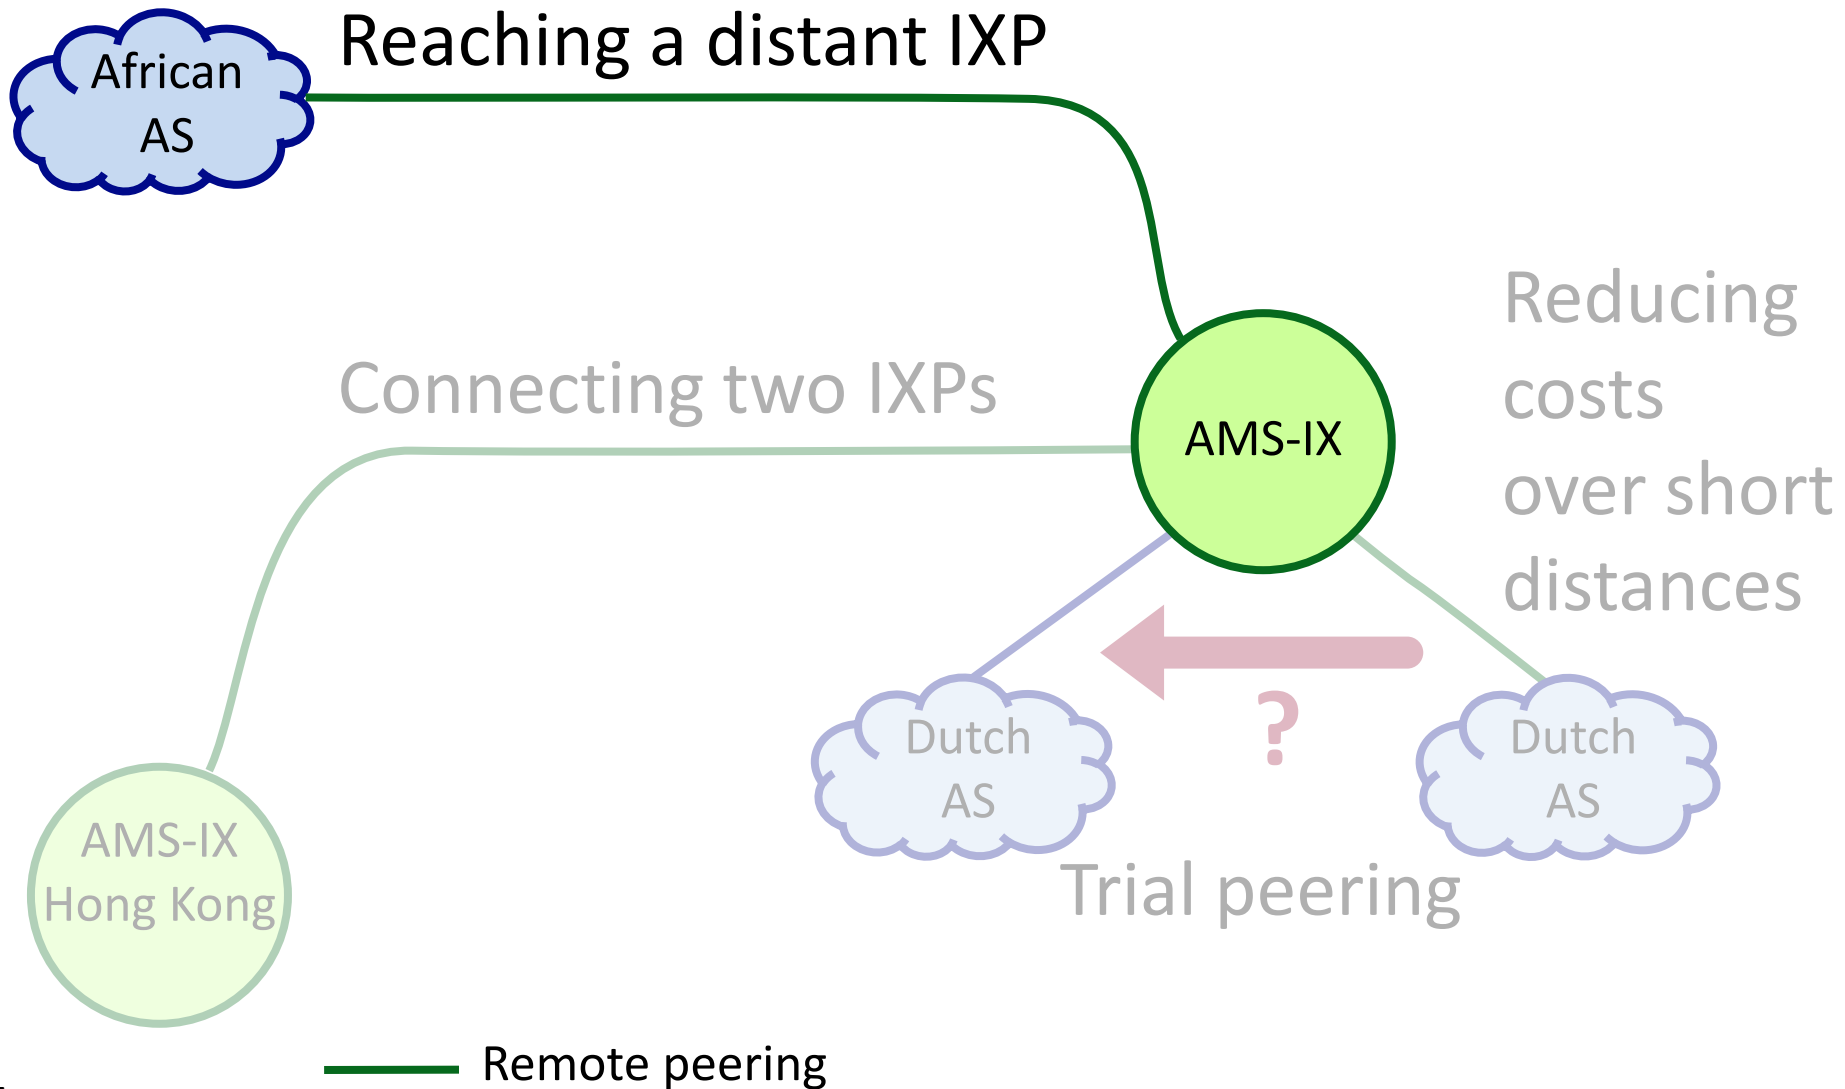 Reaching a distant IXP
African
AS
Reducing
costs
over short
distances
Connecting two IXPs
AMS-IX
Dutch
AS
?
Dutch
AS
Trial peering
AMS-IX
Hong Kong
Remote peering